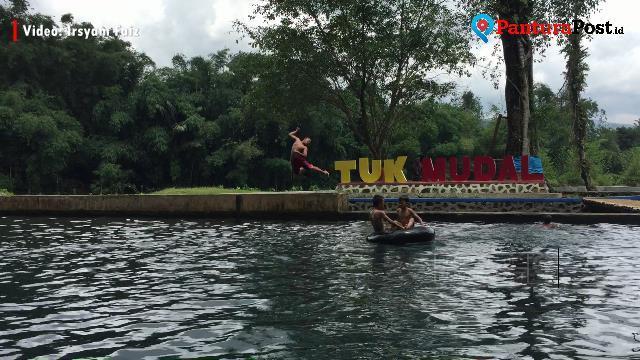 Video: Irsyam Faiz
PanturaPost.id
TUK MUDAL